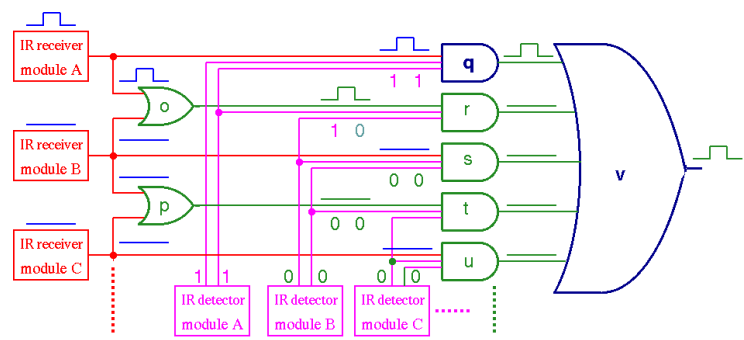 IR receiver
module A
q
1 1
o
r
1 0
IR receiver
module B
s
0 0
v
p
t
0 0
IR receiver
module C
u
1 1
0 0
0 0
IR detector
module A
IR detector
module B
IR detector
module C